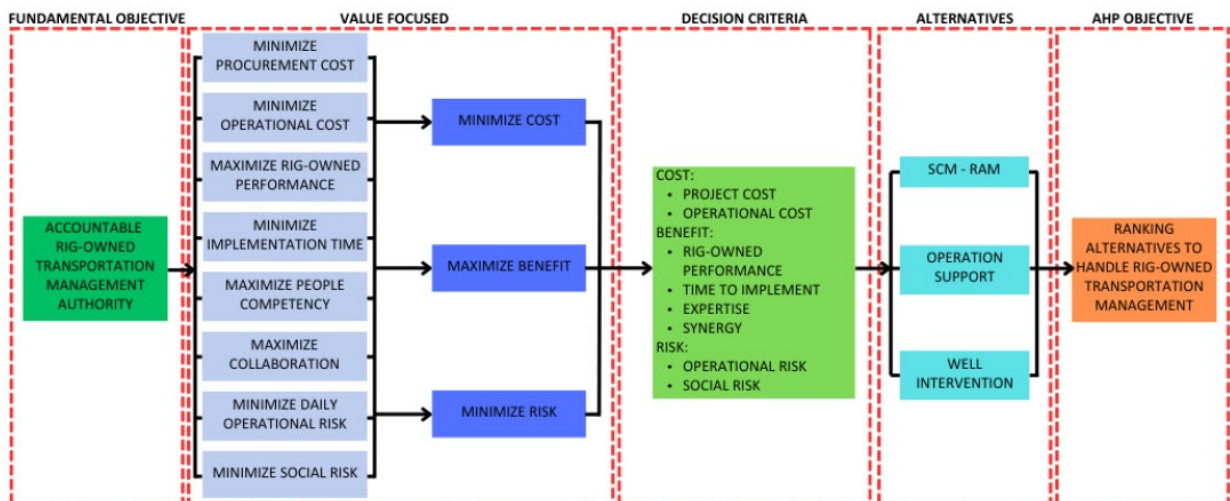 FUNDAMENTAL OBJECTIVE
VALUE FOCUSED
DECISION CRITERIA
ALTERNATIVES
AHP OBJECTIVE
ACCOUNTABLE
RIG-OWNED
TRANSPORTATION
MANAGEMENT
AUTHORITY
MINIMIZE
PROCUREMENT COST
MINIMIZE
OPERATIONAL COST
MAXIMIZE RIG-OWNED
PERFORMANCE
MINIMIZE
IMPLEMENTATION TIME
MAXIMIZE PEOPLE
COMPETENCY
MAXIMIZE
COLLABORATION
MINIMIZE DAILY
OPERATIONAL RISK
MINIMIZE SOCIAL RISK
MINIMIZE COST
MAXIMIZE BENEFIT
MINIMIZE RISK
COST:
• PROJECT COST
• OPERATIONAL COST
BENEFIT:
• RIG-OWNED
PERFORMANCE
• TIME TO IMPLEMENT
• EXPERTISE
• SYNERGY
RISK:
• OPERATIONAL RISK
• SOCIAL RISK
SCM - RAM
OPERATION
SUPPORT
WELL
INTERVENTION
RANKING
ALTERNATIVES TO
HANDLE RIG-OWNED
TRANSPORTATION
MANAGEMENT